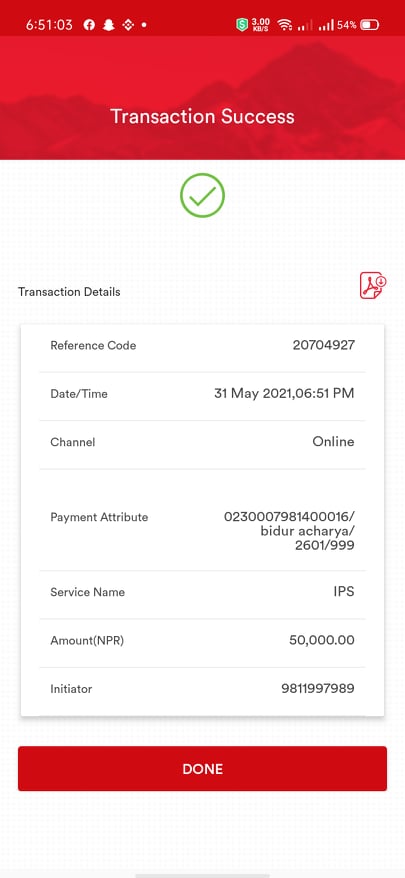 6:51:03
3.00
KB/S
54%
Transaction Success
Transaction Details
Reference Code 20704927
Date/Time 31 May 2021,06:51 PM
Channel Online
Payment Attribute 0230007981400016/
bidur acharya/
2601/999
Service Name IPS
Amount(NPR) 50,000.00
Initiator 9811997989
DONE